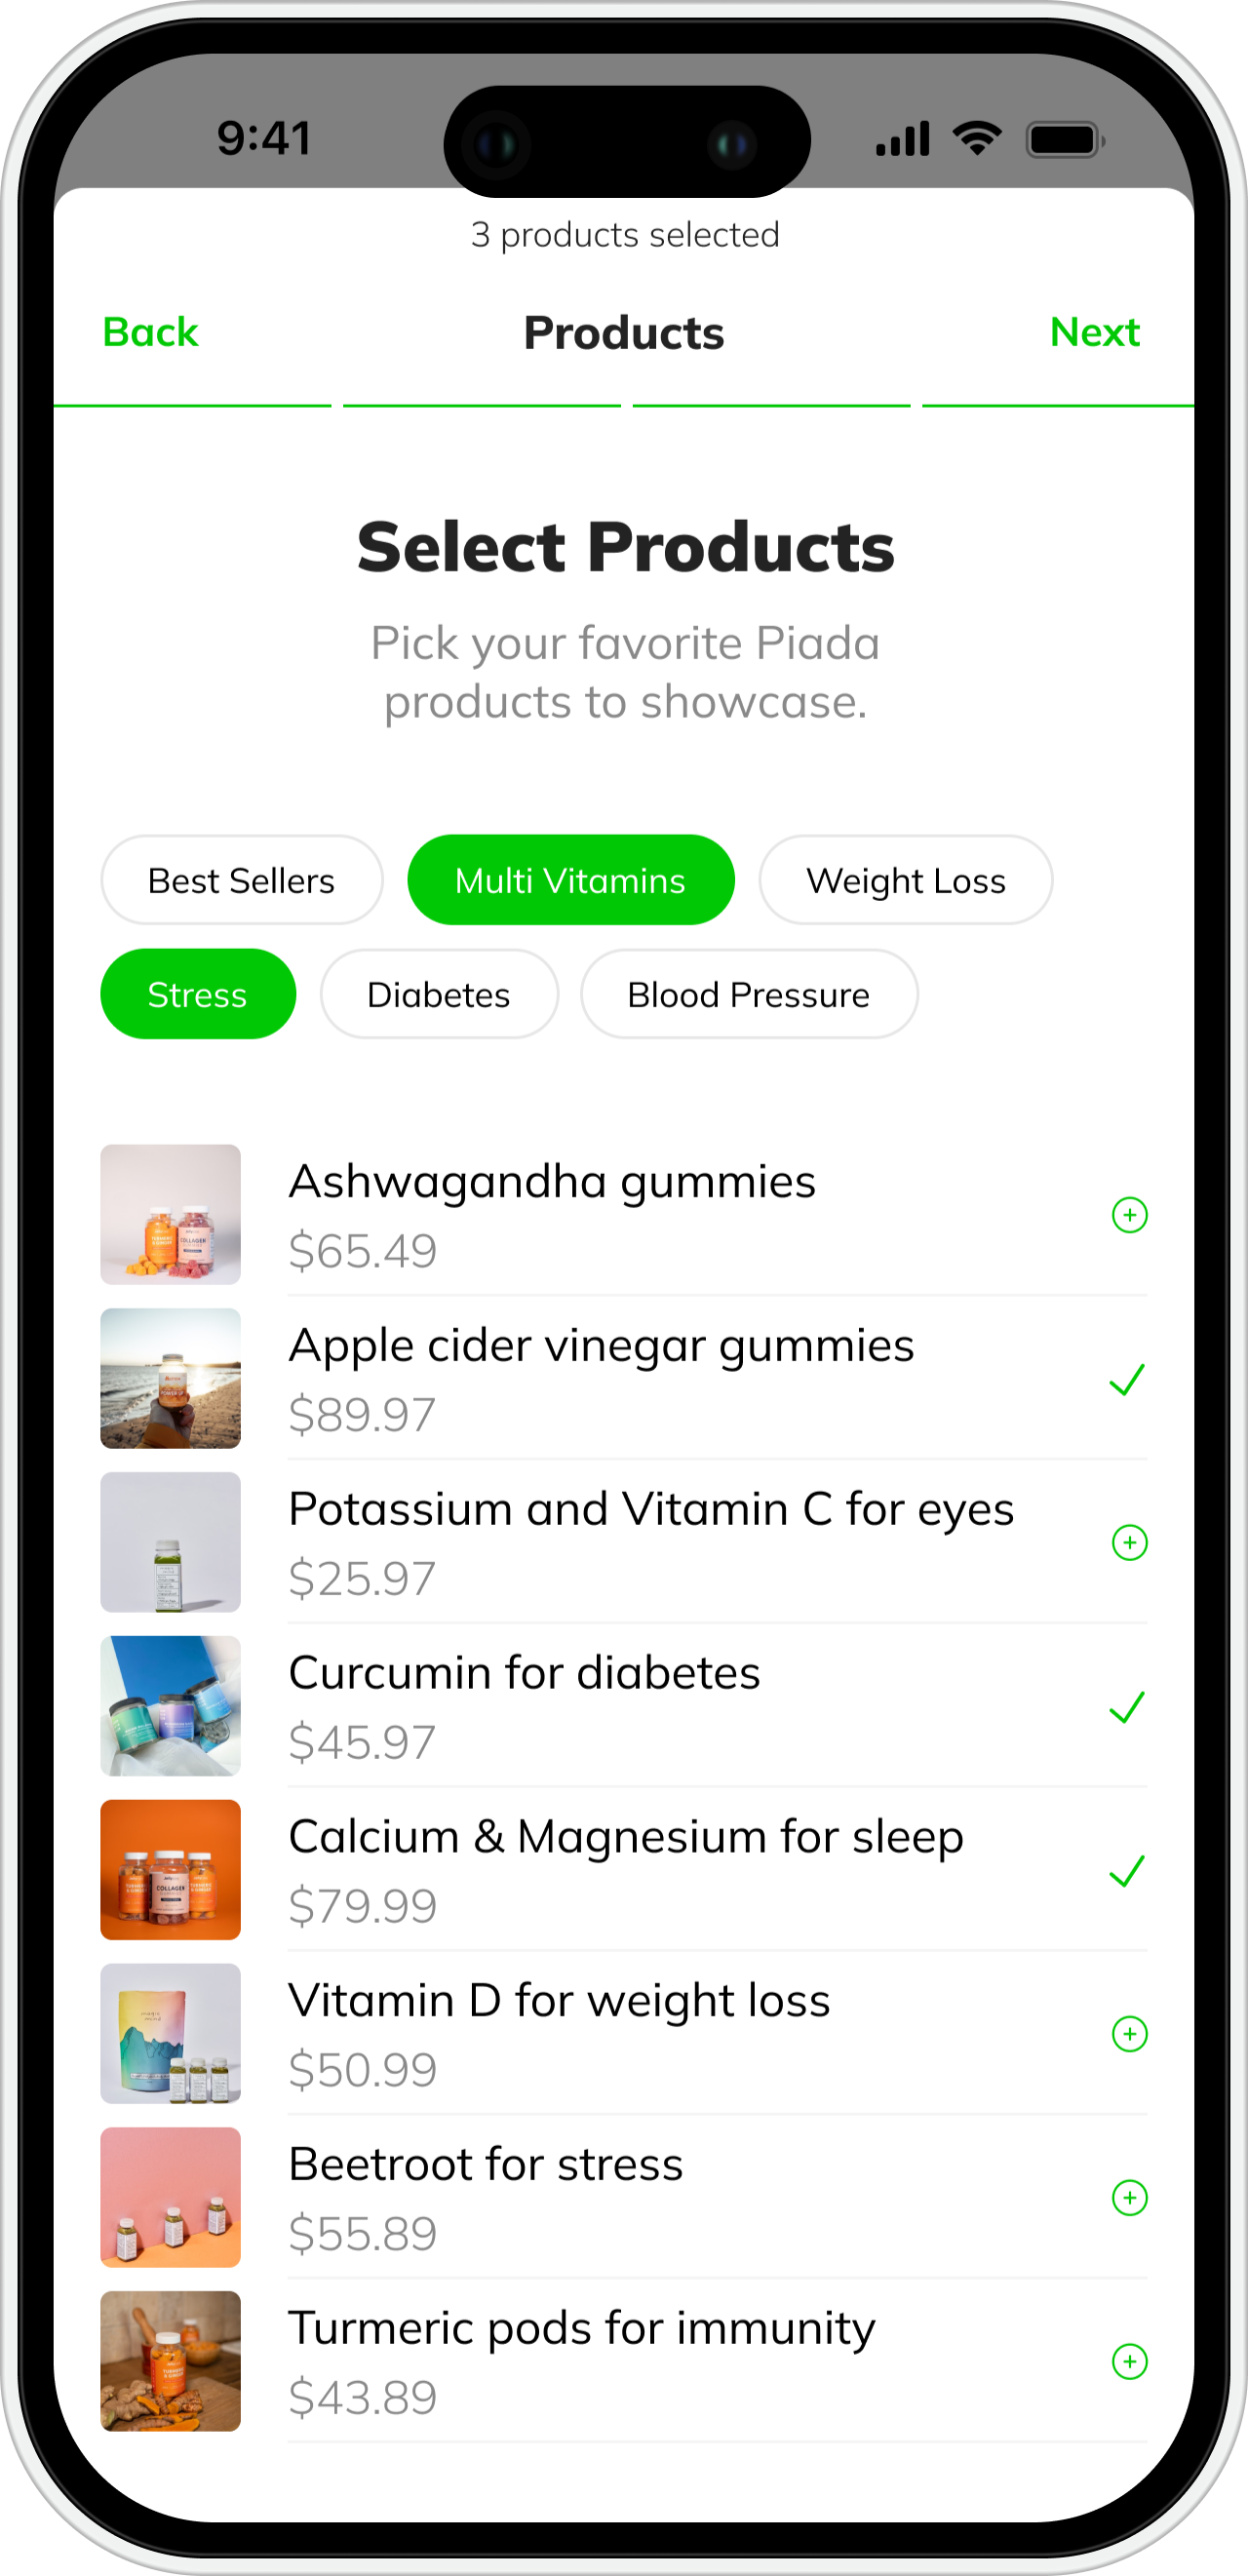 9:41
3 products selected
Back
Products
Next
Select Products
Pick your favorite Piada
products to showcase.
Best Sellers
Multi Vitamins
Weight Loss
Stress
Diabetes
Blood Pressure
Ashwagandha gummies
$65.49
Apple cider vinegar gummies
$89.97
Potassium and Vitamin C for eyes
$25.97
Curcumin for diabetes
$45.97
Calcium & Magnesium for sleep
$79.99
COLLAGEN
Vitamin D for weight loss
$50.99
magic
mind
Beetroot for stress
$55.89
Turmeric pods for immunity
$43.89